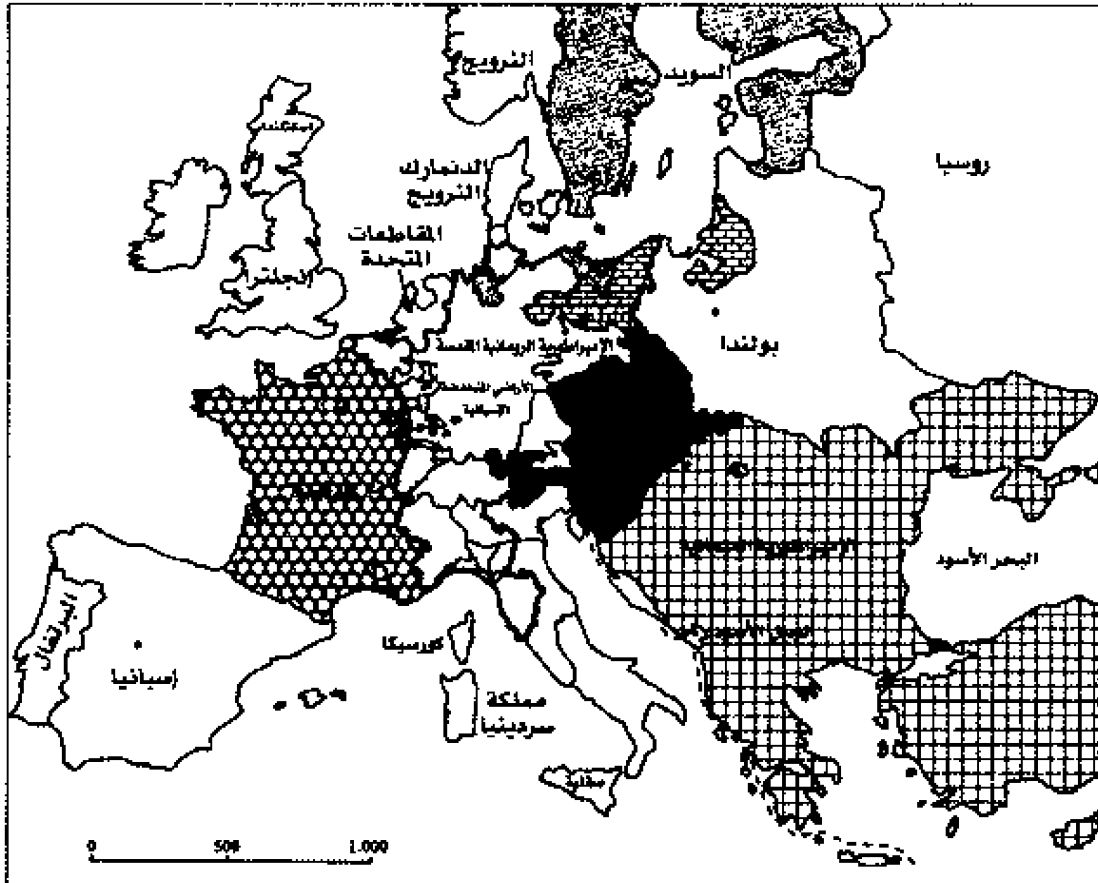 النرويج
السويد
روسيا
الدنمارك
النرويج
المقاطعات
المتحدة
إنجلترا
بولندا
الإمبراطورية الرومانية المقدسة
البحر الأسود
البرتغال
إسبانيا
كورسيكا
مملكة
سردينيا
صقلية
0 500 1.000